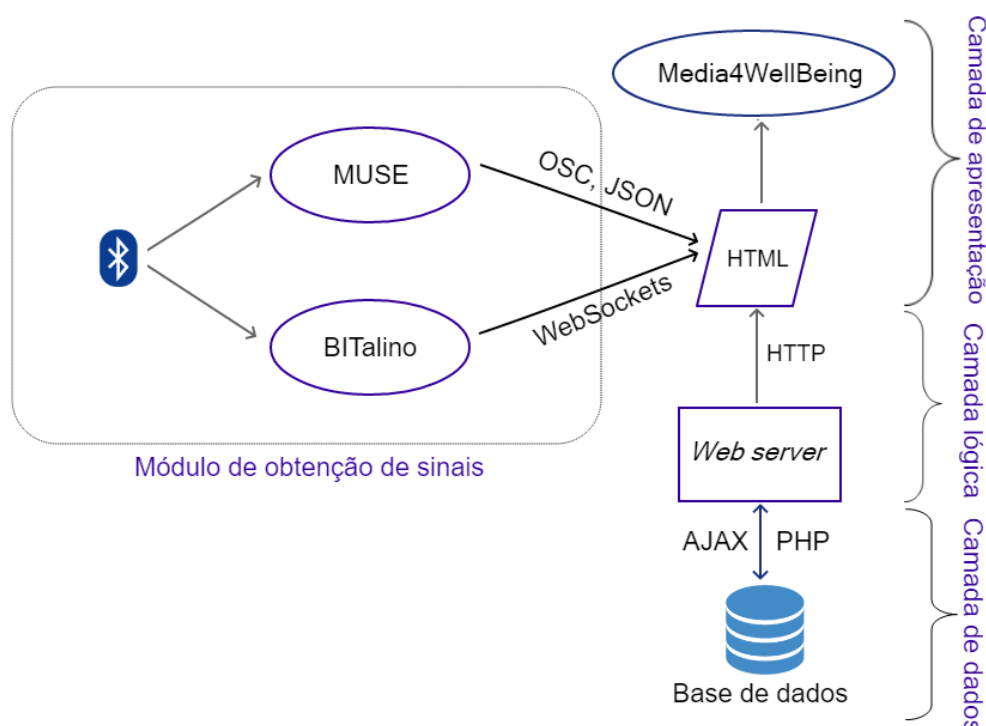 Media4WellBeing
MUSE
OSC, JSON
HTML
BITalino
WebSockets
HTTP
Web server
Módulo de obtenção de sinais
AJAX
PHP
Base de dados
Camada de apresentação
Camada lógica
Camada de dados